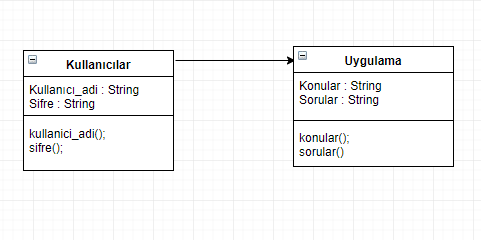 Kullanıcılar
Kullanıcı_adi : String
Sifre : String
kullanici_adi();
sifre();
Uygulama
Konular : String
Sorular : String
konular();
sorular()